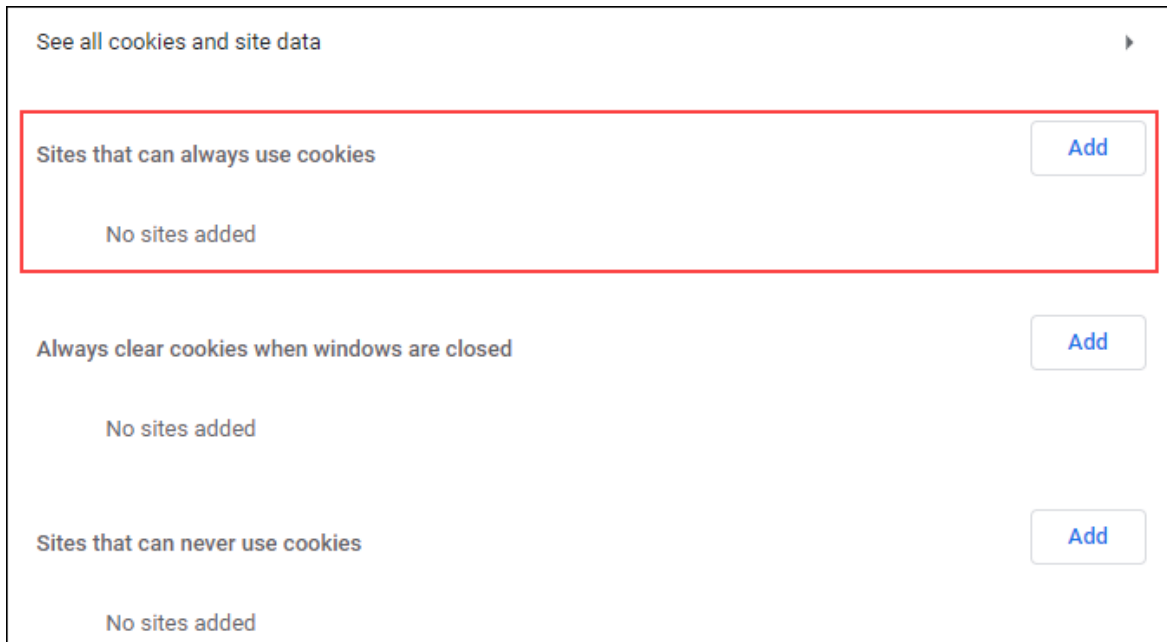 See all cookies and site data
Sites that can always use cookies
Add
No sites added
Always clear cookies when windows are closed
Add
No sites added
Sites that can never use cookies
Add
No sites added